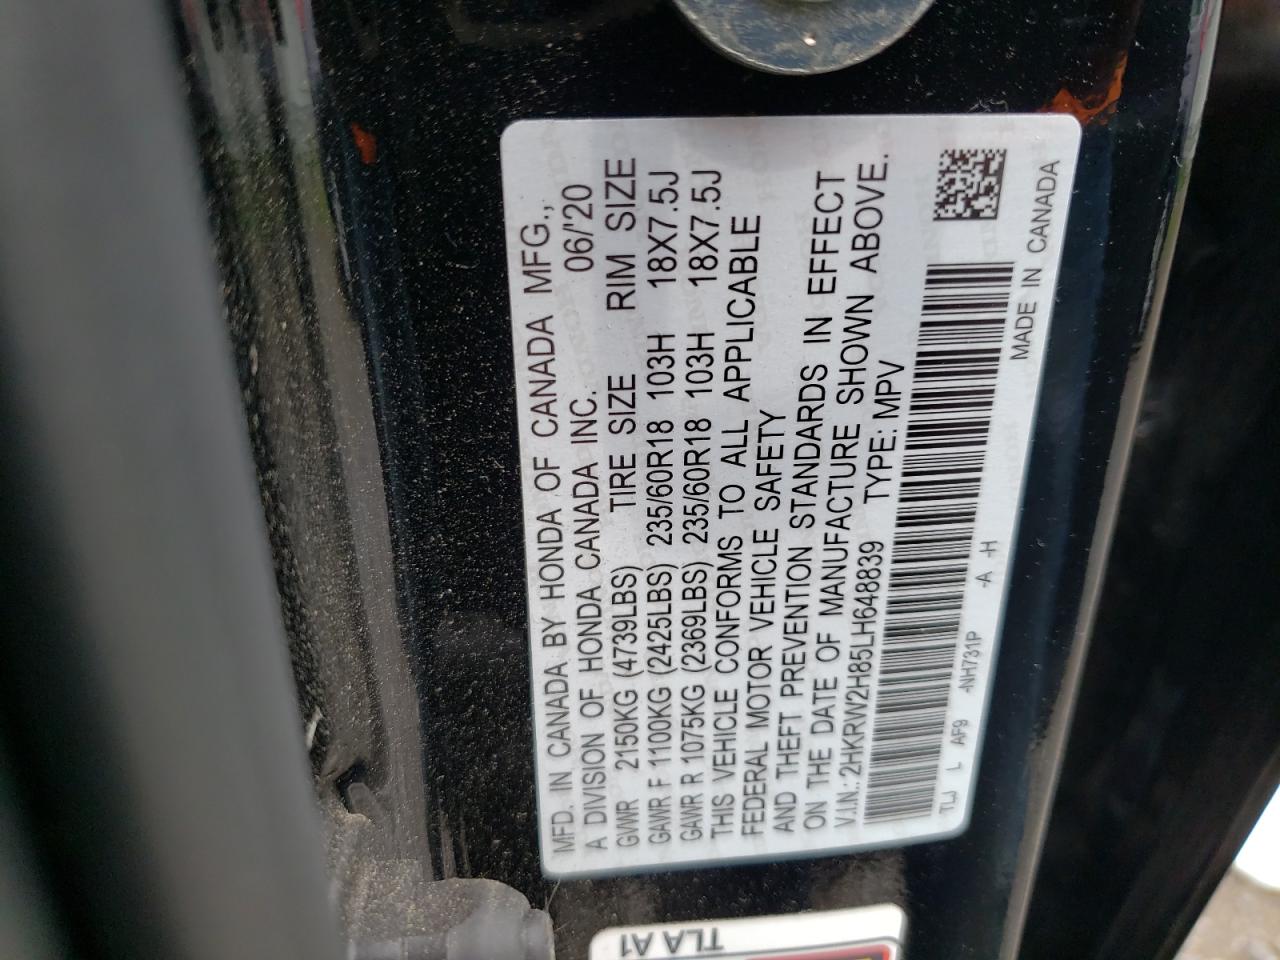 MFD. IN CANADA BY HONDA OF CANADA MFG.,
A DIVISION OF HONDA CANADA INC. 06/'20
GVWR 2150KG (4739LBS) TIRE SIZE RIM SIZE
GAWR F 1100KG (2425LBS) 235/60R18 103H 18X7.5J
GAWR R 1075KG (2369LBS) 235/60R18 103H 18X7.5J
THIS VEHICLE CONFORMS TO ALL APPLICABLE
FEDERAL MOTOR VEHICLE SAFETY
AND THEFT PREVENTION STANDARDS IN EFFECT
ON THE DATE OF MANUFACTURE SHOWN ABOVE.
V.I.N.: 2HKRW2H85LH648839 TYPE: MPV
TLJ L AF9 -NH731P -A -H
MADE IN CANADA
TLA A1